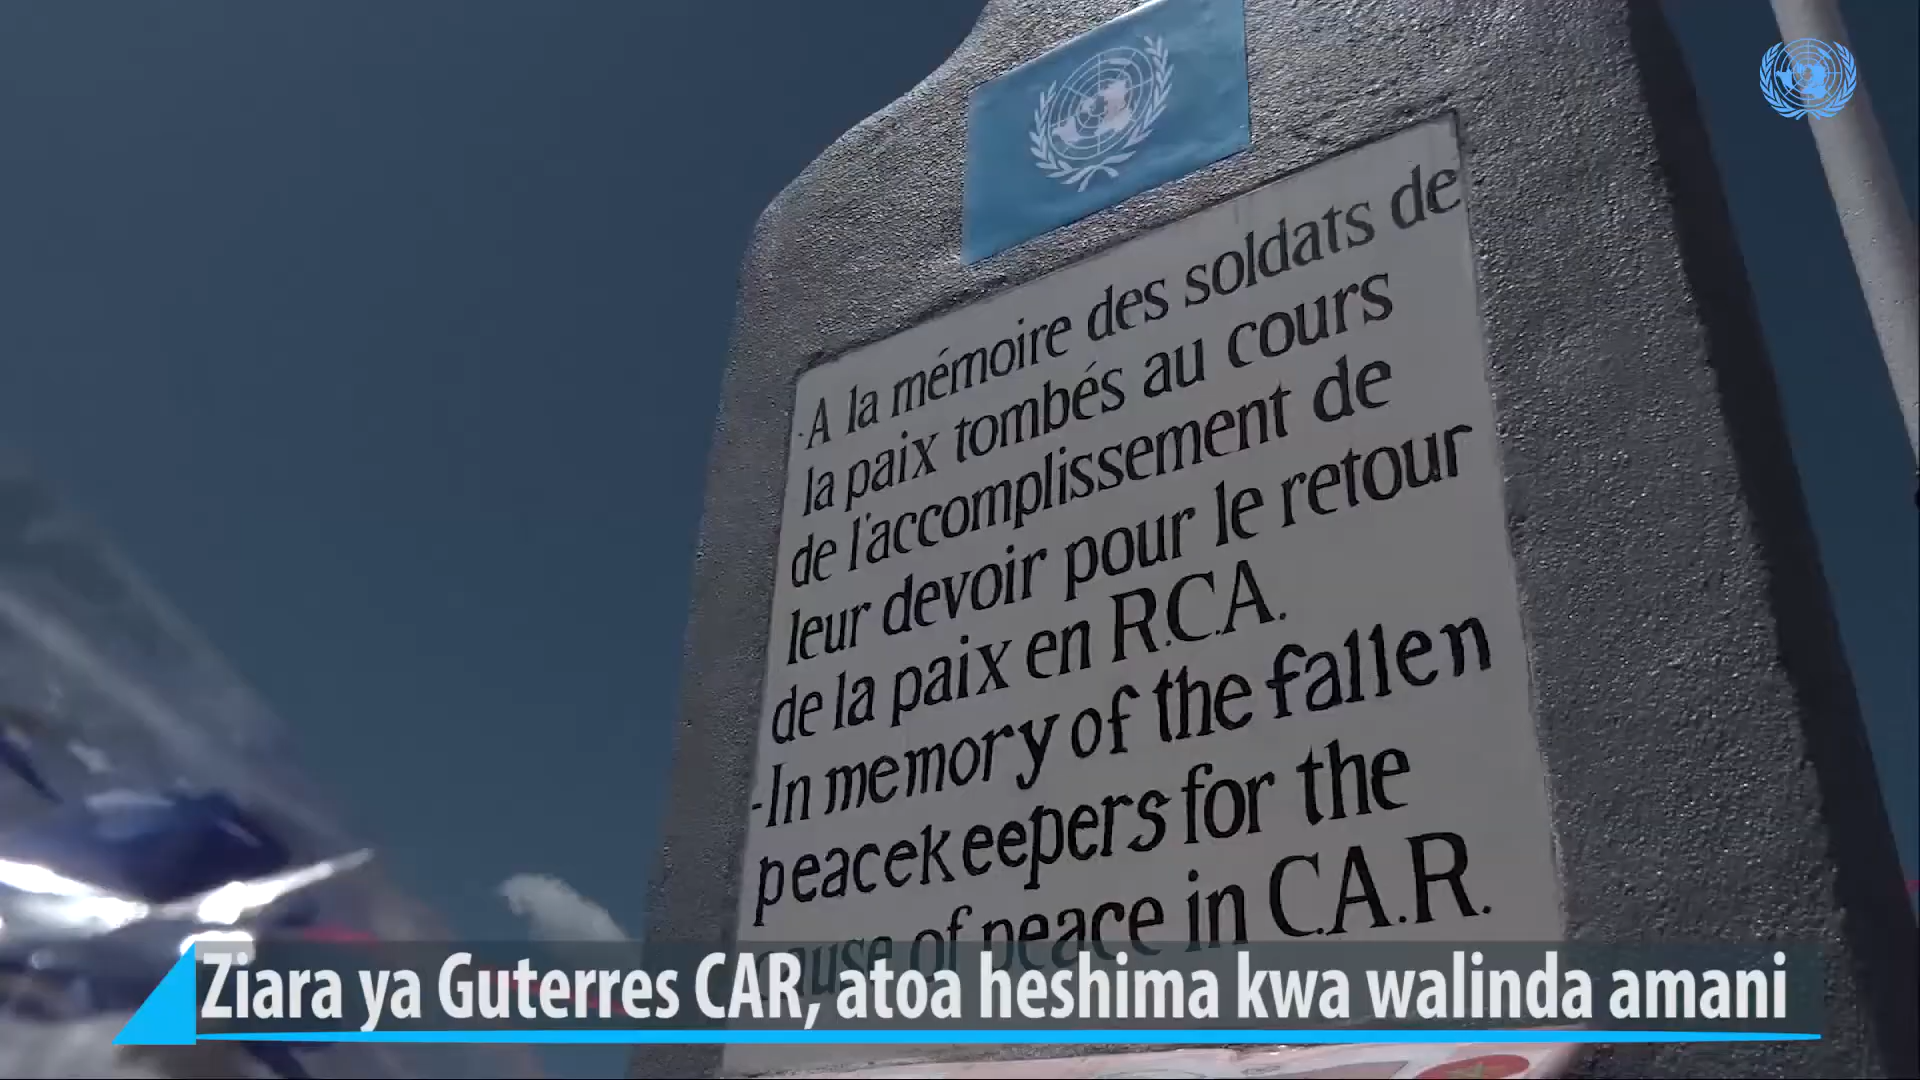 -A la mémoire des soldats de
la paix tombés au cours
de l'accomplissement de
leur devoir pour le retour
de la paix en R.C.A.
-In memory of the fallen
peacekeepers for the
cause of peace in C.A.R.
Ziara ya Guterres CAR, atoa heshima kwa walinda amani